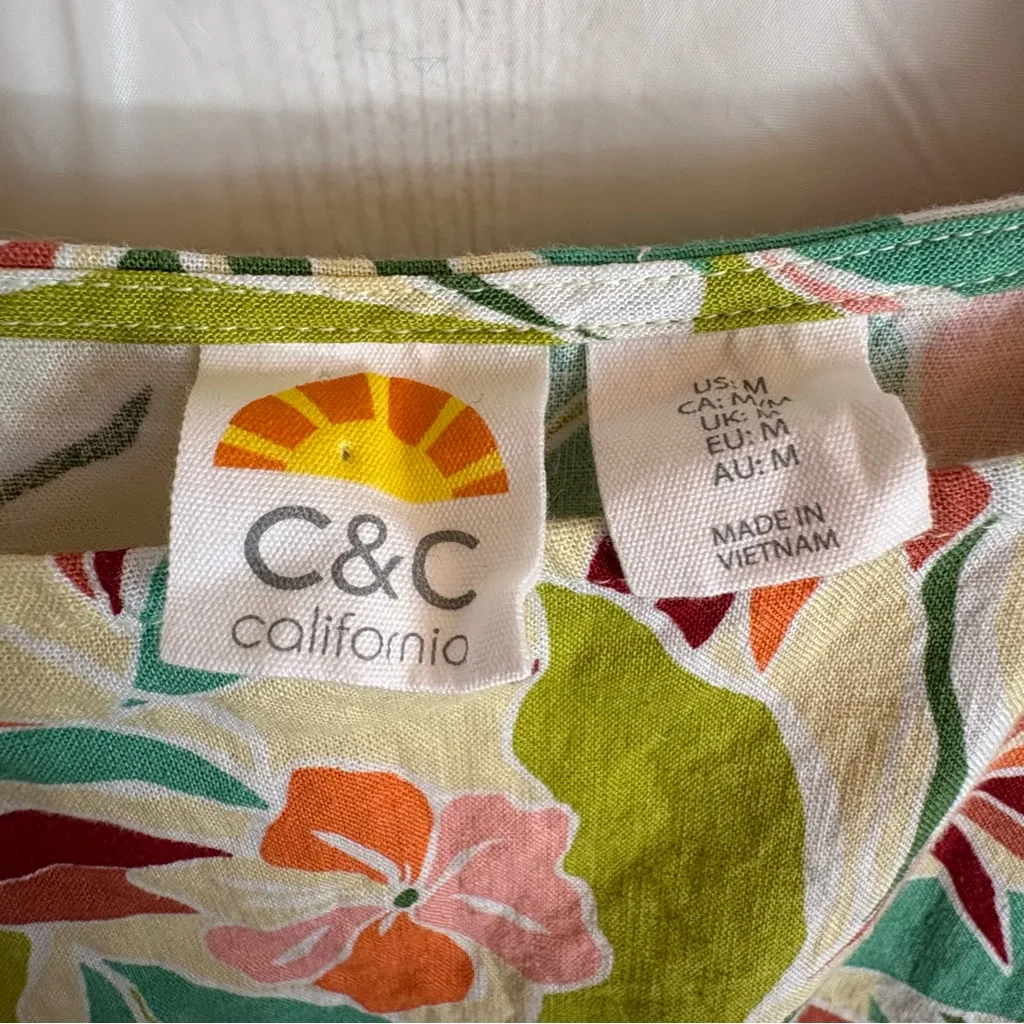 C&C
california
US: M
CA: M/M
UK: M
EU: M
AU: M
MADE IN
VIETNAM